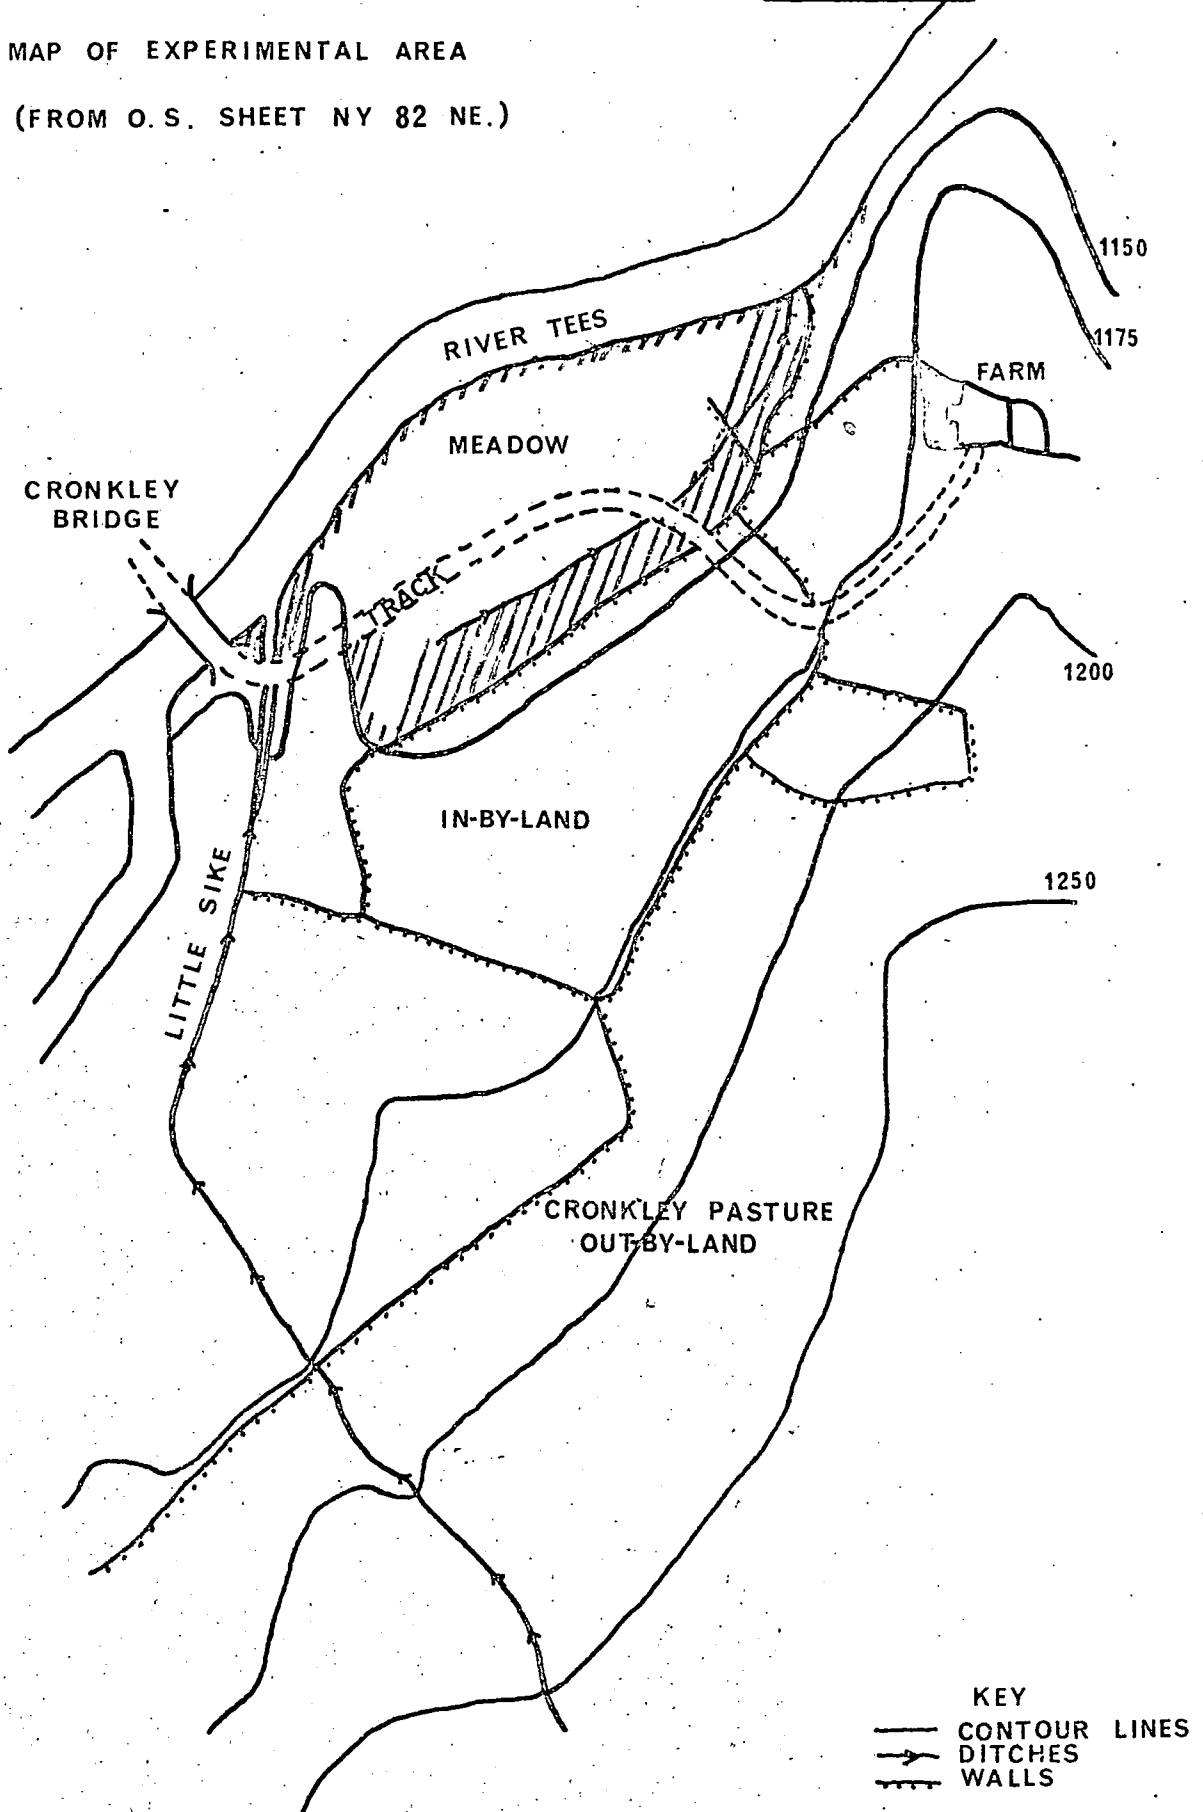 MAP OF EXPERIMENTAL AREA
(FROM O.S. SHEET NY 82 NE.)
1150
1175
RIVER TEES
FARM
MEADOW
CRONKLEY
BRIDGE
TRACK
1200
IN-BY-LAND
1250
LITTLE SIKE
CRONKLEY PASTURE
OUT-BY-LAND
KEY
CONTOUR LINES
DITCHES
WALLS